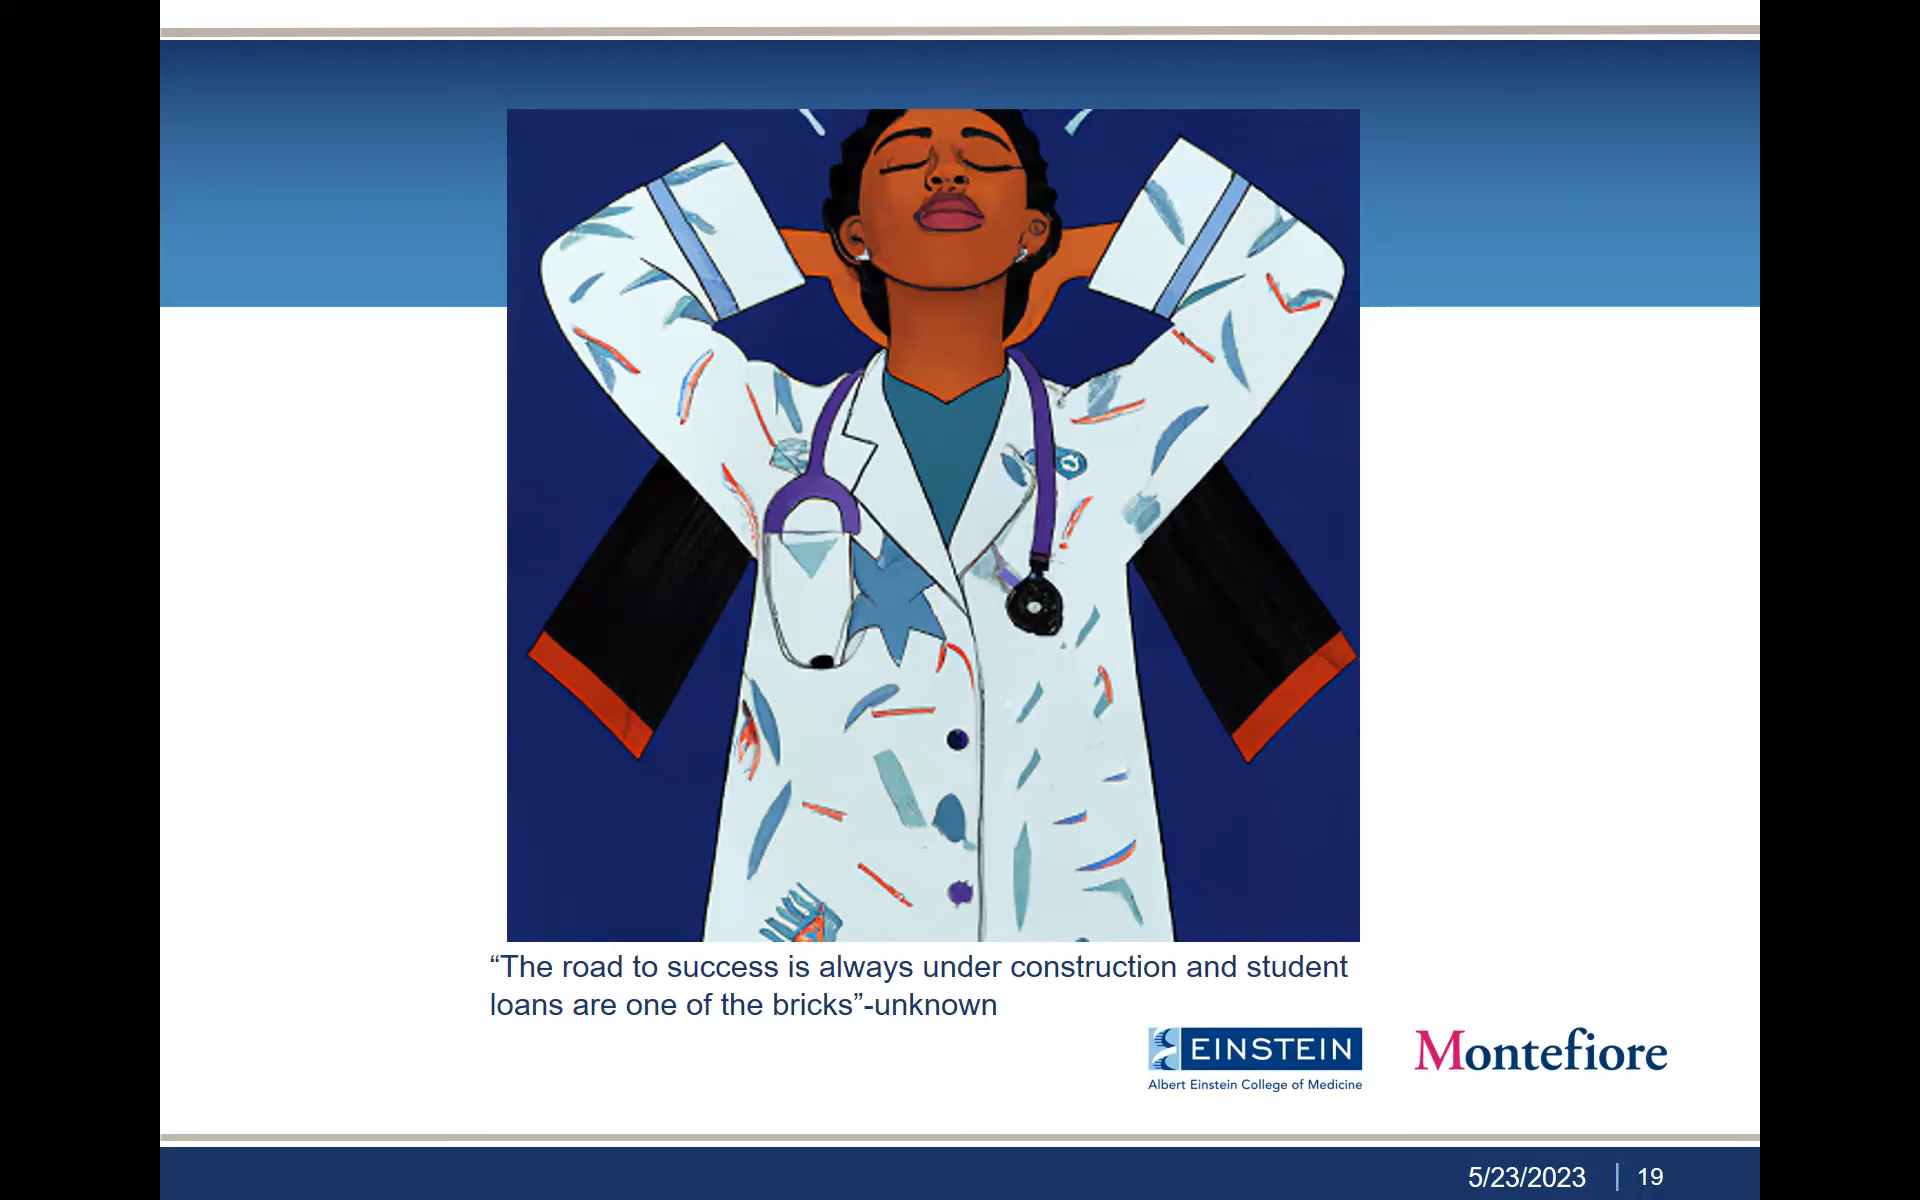 “The road to success is always under construction and student
loans are one of the bricks”-unknown
EINSTEIN
Albert Einstein College of Medicine
Montefiore
5/23/2023 | 19